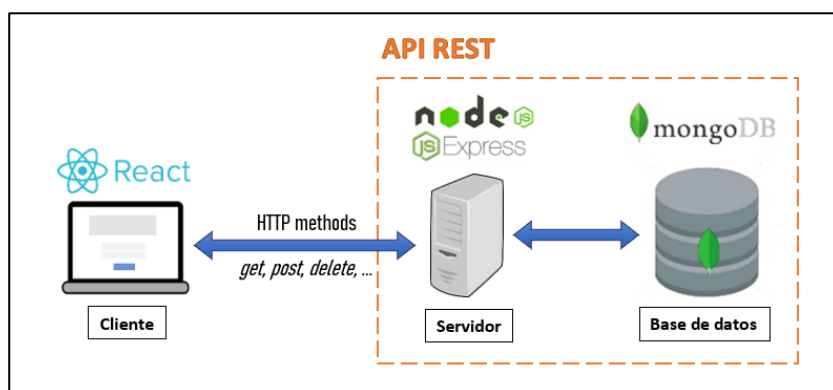 API REST
node
JS
JS Express
mongoDB
React
HTTP methods
get, post, delete, ...
Cliente
Servidor
Base de datos